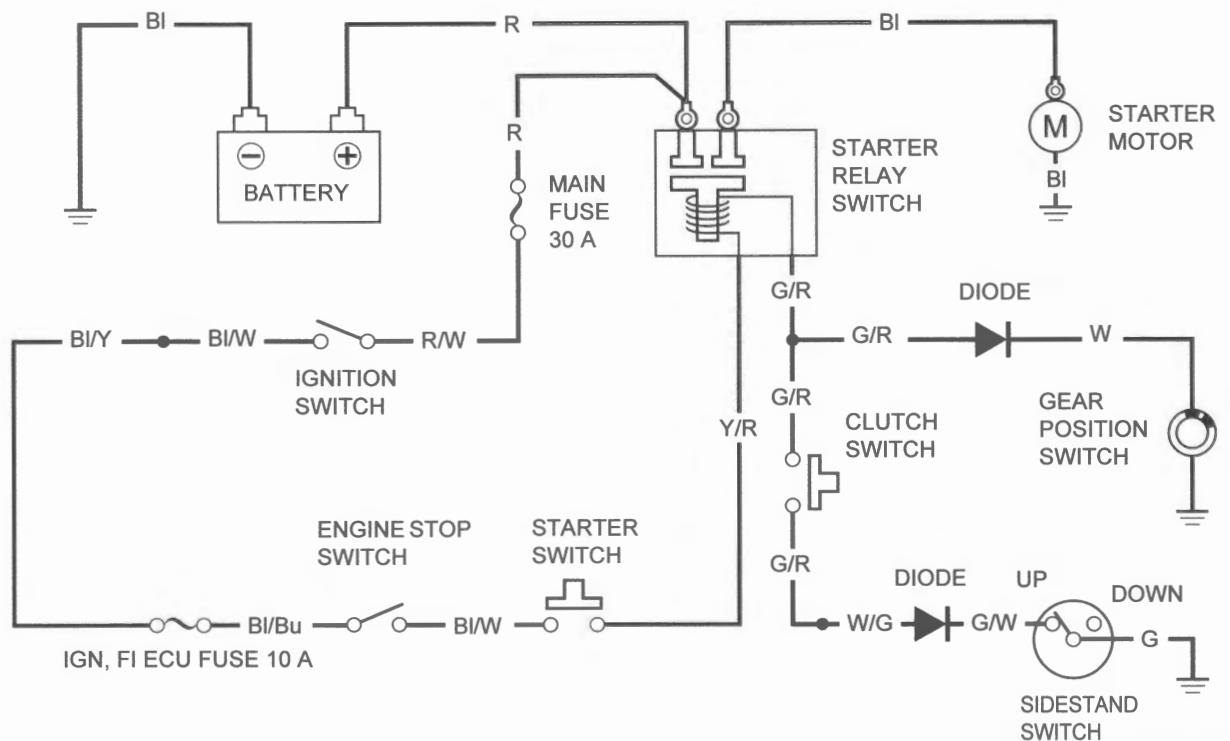 Bl
R
Bl
R
BATTERY
MAIN
FUSE
30 A
STARTER
RELAY
SWITCH
M
STARTER
MOTOR
Bl
G/R
DIODE
Bl/Y
Bl/W
R/W
G/R
W
IGNITION
SWITCH
G/R
Y/R
CLUTCH
SWITCH
GEAR
POSITION
SWITCH
ENGINE STOP
SWITCH
STARTER
SWITCH
G/R
DIODE
UP
DOWN
Bl/Bu
Bl/W
W/G
G/W
G
IGN, FI ECU FUSE 10 A
SIDESTAND
SWITCH